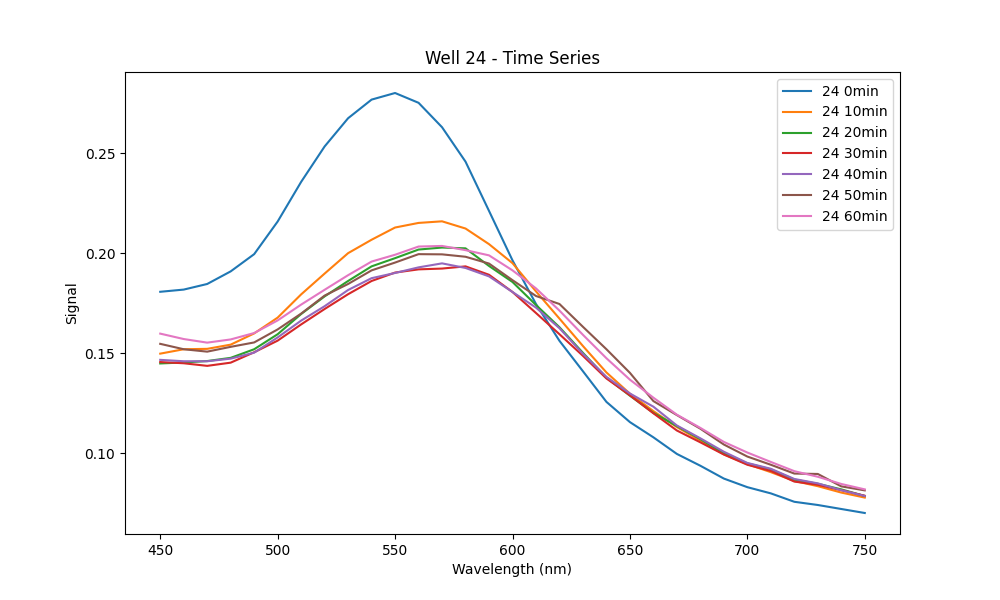 Well 24 - Time Series
24 0min
24 10min
24 20min
24 30min
24 40min
24 50min
24 60min
Signal
0.25
0.20
0.15
0.10
450 500 550 600 650 700 750
Wavelength (nm)